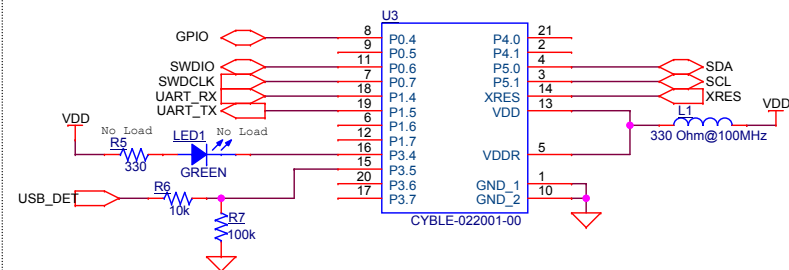 U3
GPIO 8 P0.4 P4.0 21
9 P0.5 P4.1 2
SWDIO 11 P0.6 P5.0 4 SDA
SWDCLK 7 P0.7 P5.1 3 SCL
UART_RX 18 P1.4 XRES 14 XRES
UART_TX 19 P1.5 VDD 13 L1 VDD
6 P1.6 330 Ohm@100MHz
VDD No Load LED1 No Load 12 P1.7
R5 16 P3.4 VDDR 5
330 GREEN 15 P3.5
R6 20 P3.6 GND_1 1
USB_DET 10k 17 P3.7 GND_2 10
R7 CYBLE-022001-00
100k